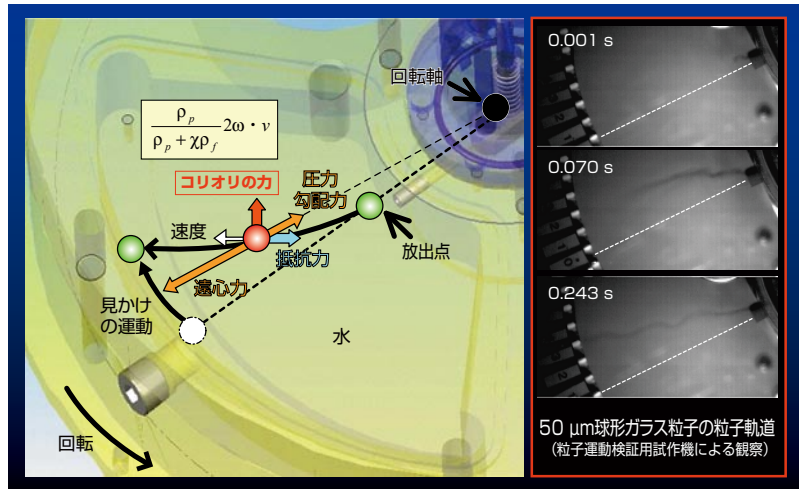 回転軸
ρp / (ρp + χρf) 2ω・v
コリオリの力
圧力
勾配力
速度
抵抗力
放出点
遠心力
見かけ
の運動
水
回転
0.001 s
0.070 s
0.243 s
50 µm球形ガラス粒子の粒子軌道
(粒子運動検証用試作機による観察)